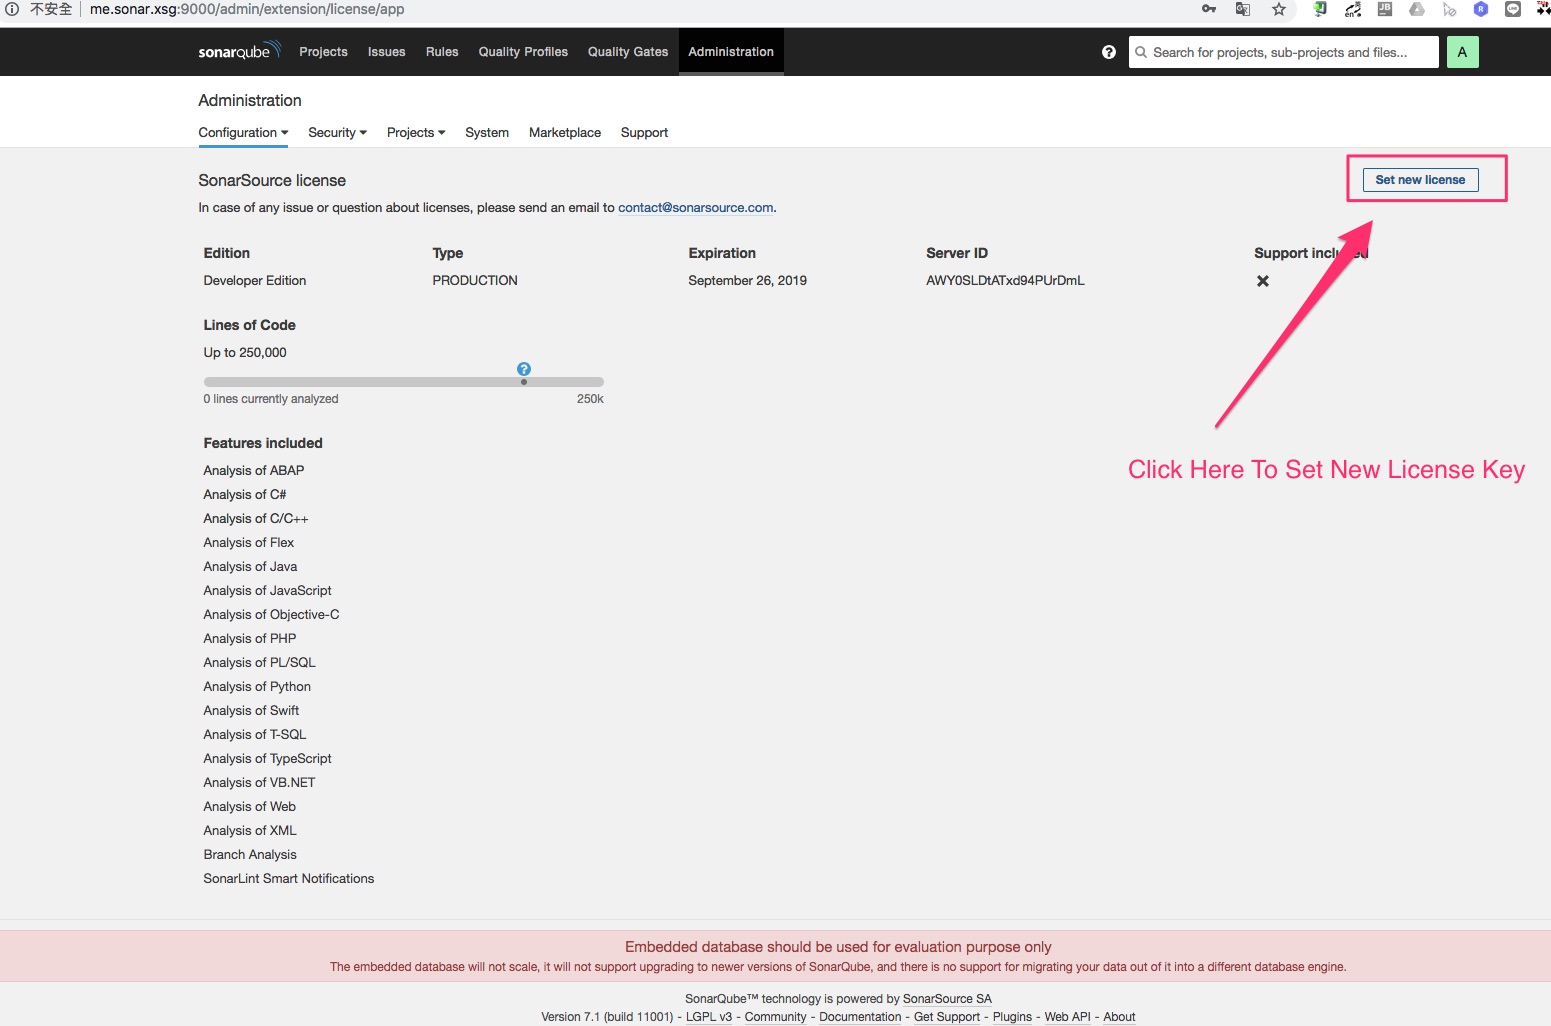 不安全 me.sonar.xsg:9000/admin/extension/license/app
sonarqube Projects Issues Rules Quality Profiles Quality Gates Administration Search for projects, sub-projects and files... A
Administration
Configuration Security Projects System Marketplace Support
SonarSource license
Set new license
In case of any issue or question about licenses, please send an email to contact@sonarsource.com.
Edition Type Expiration Server ID Support included
Developer Edition PRODUCTION September 26, 2019 AWY0SLDtATxd94PUrDmL
Lines of Code
Up to 250,000
0 lines currently analyzed 250k
Click Here To Set New License Key
Features included
Analysis of ABAP
Analysis of C#
Analysis of C/C++
Analysis of Flex
Analysis of Java
Analysis of JavaScript
Analysis of Objective-C
Analysis of PHP
Analysis of PL/SQL
Analysis of Python
Analysis of Swift
Analysis of T-SQL
Analysis of TypeScript
Analysis of VB.NET
Analysis of Web
Analysis of XML
Branch Analysis
SonarLint Smart Notifications
Embedded database should be used for evaluation purpose only
The embedded database will not scale, it will not support upgrading to newer versions of SonarQube, and there is no support for migrating your data out of it into a different database engine.
SonarQube™ technology is powered by SonarSource SA
Version 7.1 (build 11001) - LGPL v3 - Community - Documentation - Get Support - Plugins - Web API - About